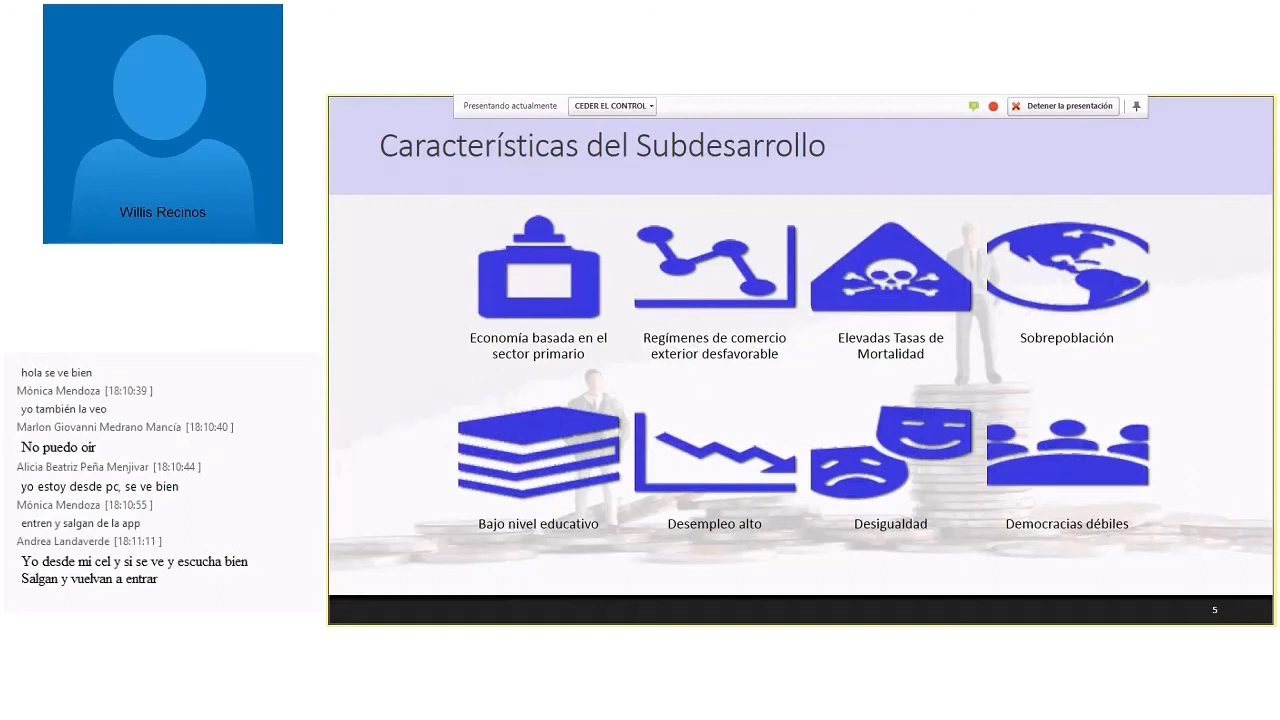 Willis Recinos
hola se ve bien
Mónica Mendoza [18:10:39 ]
yo también la veo
Marlon Giovanni Medrano Mancía [18:10:40 ]
No puedo oir
Alicia Beatriz Peña Menjivar [18:10:44 ]
yo estoy desde pc, se ve bien
Mónica Mendoza [18:10:55 ]
entren y salgan de la app
Andrea Landaverde [18:11:11 ]
Yo desde mi cel y si se ve y escucha bien
Salgan y vuelvan a entrar
Presentando actualmente
CEDER EL CONTROL
Detener la presentación
Características del Subdesarrollo
Economía basada en el
sector primario
Regímenes de comercio
exterior desfavorable
Elevadas Tasas de
Mortalidad
Sobrepoblación
Bajo nivel educativo
Desempleo alto
Desigualdad
Democracias débiles
5